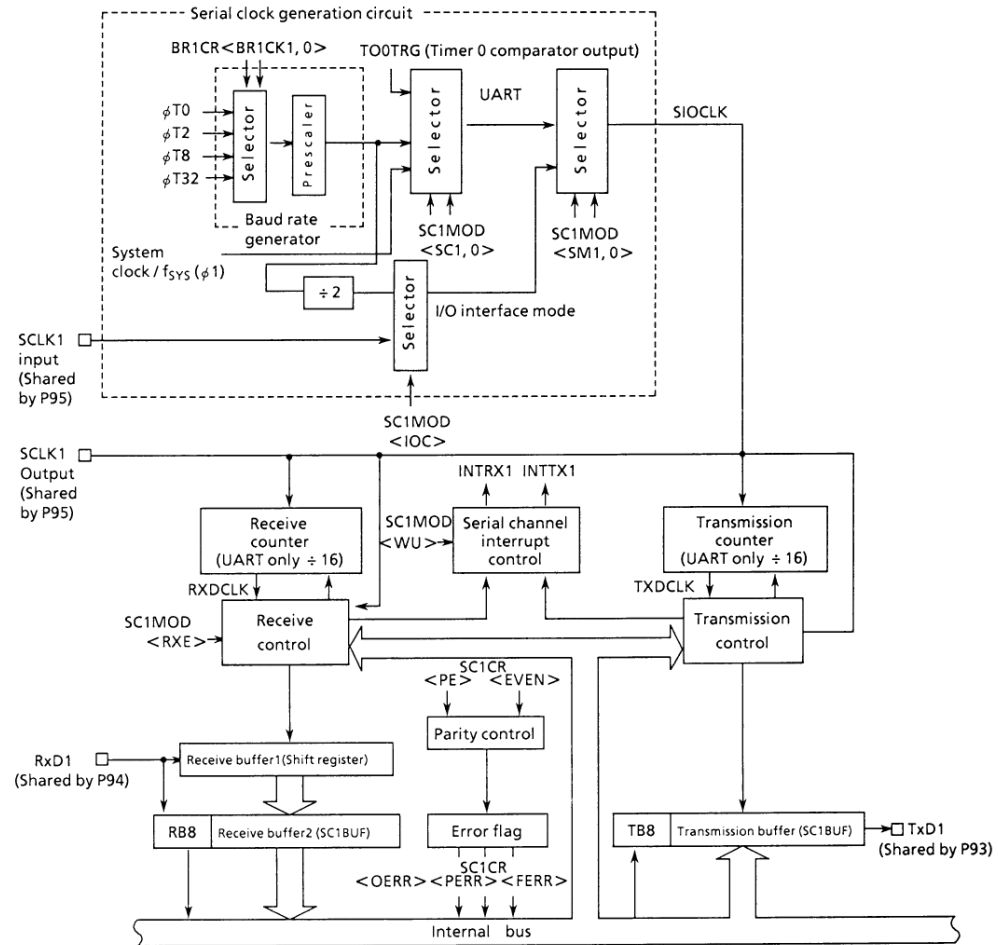 Serial clock generation circuit
BR1CR<BR1CK1, 0>
TO0TRG (Timer 0 comparator output)
UART
SIOCLK
φT0
φT2
φT8
φT32
Selector
Prescaler
Selector
Selector
Baud rate
generator
SC1MOD
<SC1, 0>
SC1MOD
<SM1, 0>
System
clock / fSYS (φ1)
÷ 2
Selector
I/O interface mode
SCLK1
input
(Shared
by P95)
SC1MOD
<IOC>
SCLK1
Output
(Shared
by P95)
INTRX1 INTTX1
Receive
counter
(UART only ÷ 16)
SC1MOD
<WU>
Serial channel
interrupt
control
Transmission
counter
(UART only ÷ 16)
RXDCLK
TXDCLK
SC1MOD
<RXE>
Receive
control
Transmission
control
SC1CR
<PE> <EVEN>
Parity control
RxD1
(Shared by P94)
Receive buffer1(Shift register)
RB8
Receive buffer2 (SC1BUF)
Error flag
TB8
Transmission buffer (SC1BUF)
TxD1
(Shared by P93)
SC1CR
<OERR> <PERR> <FERR>
Internal bus